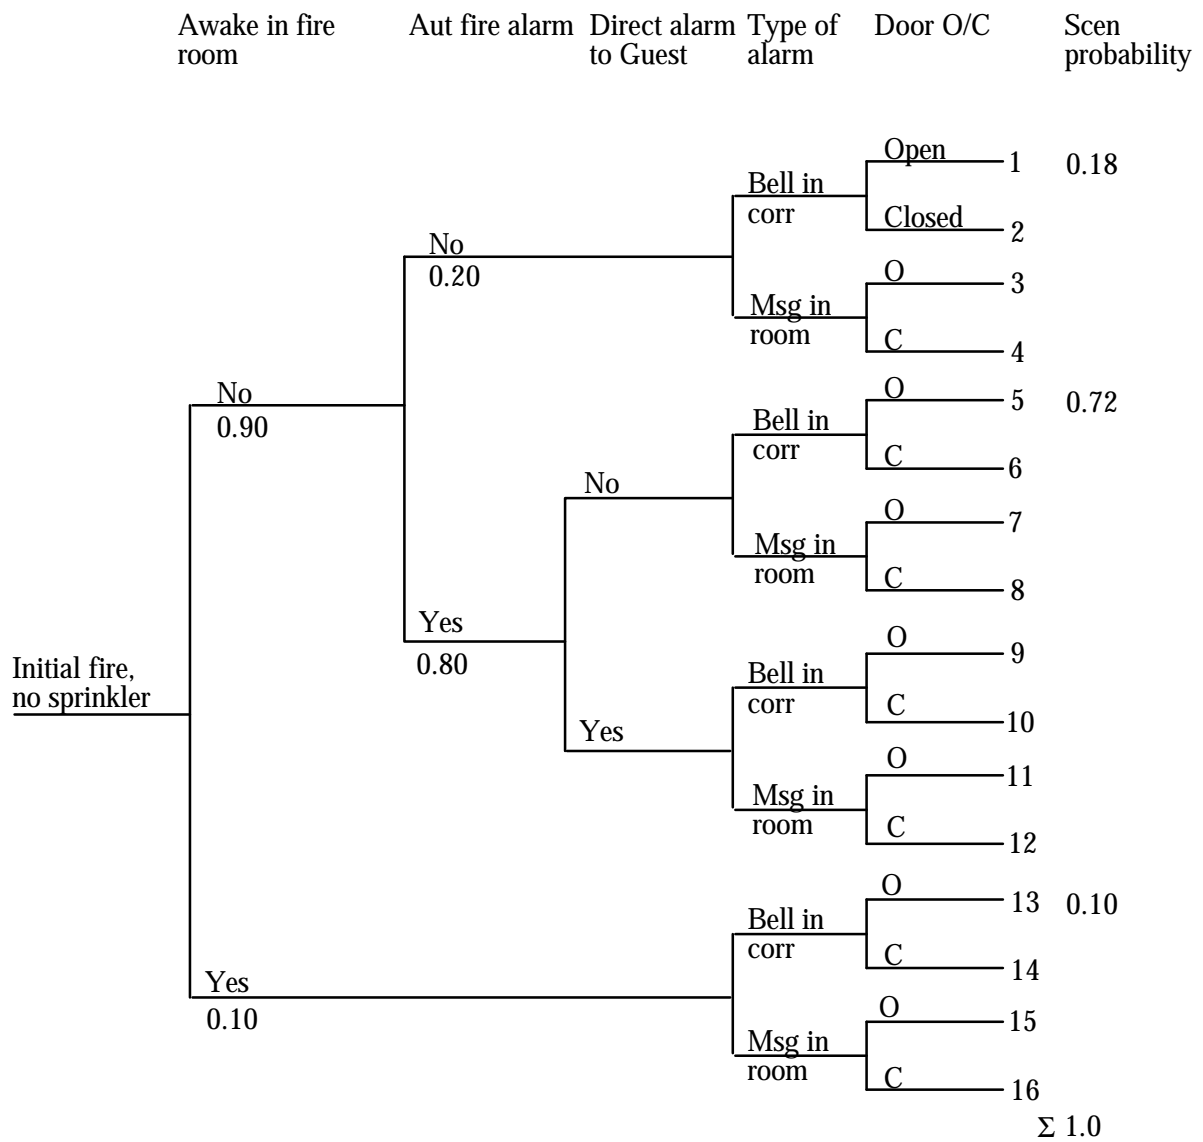 Awake in fire
room
Aut fire alarm
Direct alarm
to Guest
Type of
alarm
Door O/C
Scen
probability
Open
1
0.18
Bell in
corr
Closed
2
No
0.20
O
3
Msg in
room
C
4
No
0.90
O
5
0.72
Bell in
corr
C
6
No
O
7
Msg in
room
C
8
Yes
0.80
O
9
Initial fire,
no sprinkler
Bell in
corr
C
10
Yes
O
11
Msg in
room
C
12
O
13
0.10
Bell in
corr
C
14
Yes
0.10
O
15
Msg in
room
C
16
Σ 1.0